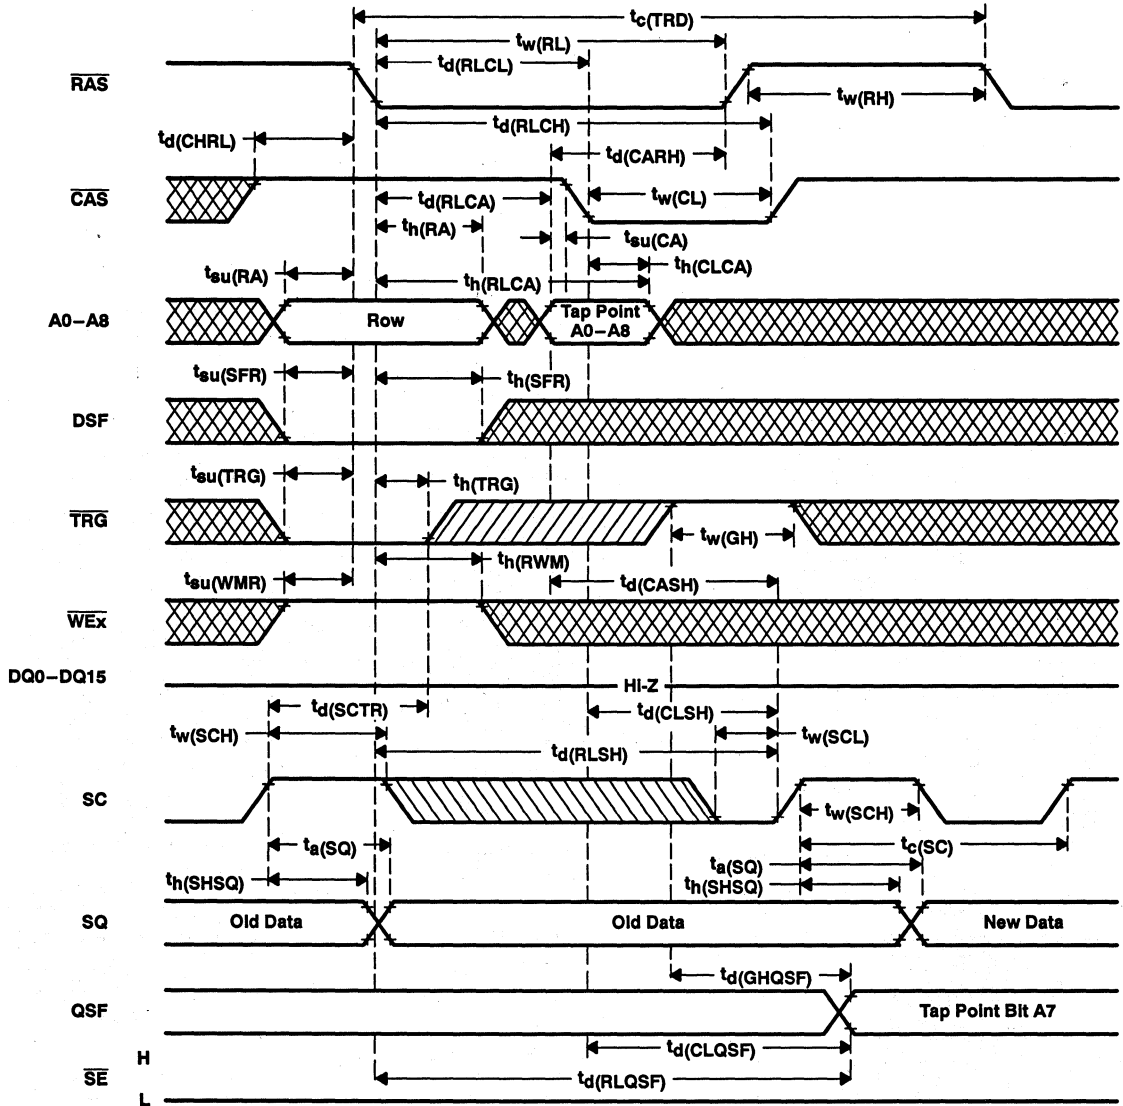 tc(TRD)
tw(RL)
td(RLCL)
RAS
tw(RH)
td(RLCH)
td(CHRL)
td(CARH)
CAS
td(RLCA)
tw(CL)
th(RA)
tsu(CA)
tsu(RA)
th(CLCA)
th(RLCA)
A0–A8
Row
Tap Point
A0–A8
tsu(SFR)
th(SFR)
DSF
tsu(TRG)
th(TRG)
TRG
tw(GH)
th(RWM)
tsu(WMR)
td(CASH)
WEx
DQ0–DQ15
Hi-Z
td(SCTR)
td(CLSH)
tw(SCH)
tw(SCL)
td(RLSH)
SC
tw(SCH)
ta(SQ)
tc(SC)
ta(SQ)
th(SHSQ)
th(SHSQ)
SQ
Old Data
Old Data
New Data
td(GHQSF)
QSF
Tap Point Bit A7
td(CLQSF)
H
SE
td(RLQSF)
L